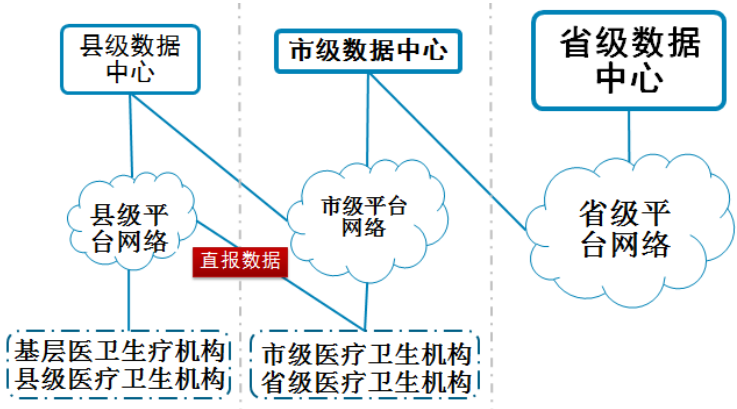 县级数据
中心
市级数据中心
省级数据
中心
县级平
台网络
市级平台
网络
省级平
台网络
直报数据
基层医卫生疗机构
县级医疗卫生机构
市级医疗卫生机构
省级医疗卫生机构